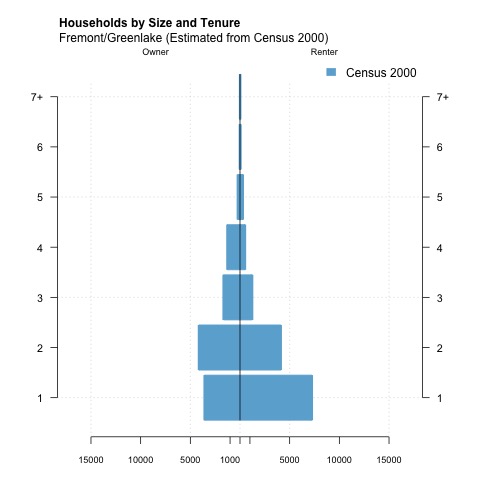 Households by Size and Tenure
Fremont/Greenlake (Estimated from Census 2000)
Owner Renter
Census 2000
7+ 7+
6 6
5 5
4 4
3 3
2 2
1 1
15000 10000 5000 1000 5000 10000 15000